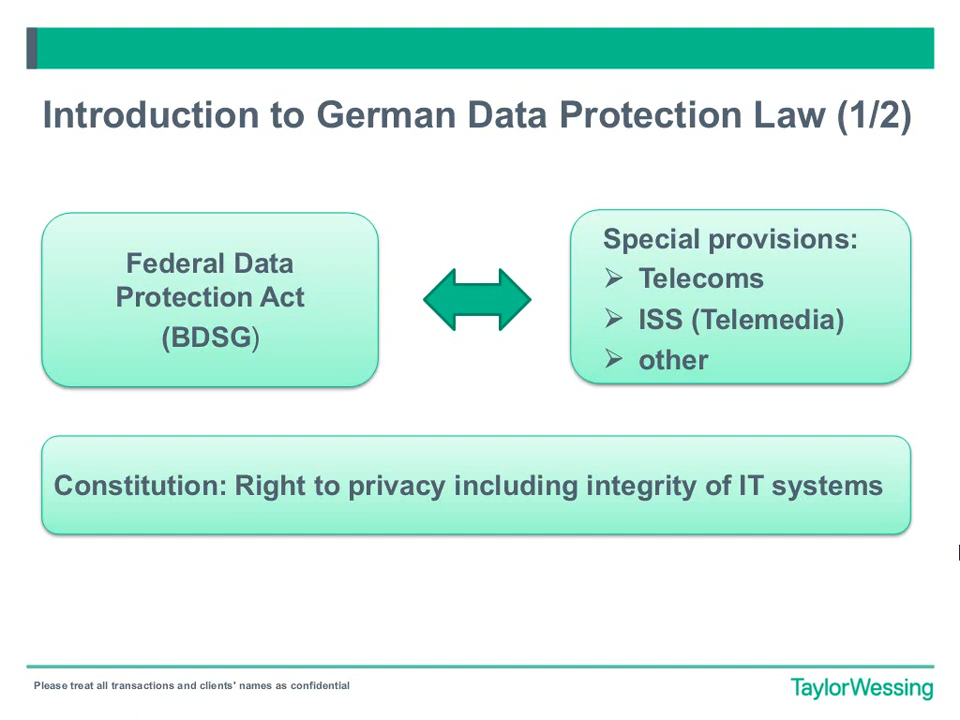 Introduction to German Data Protection Law (1/2)
Federal Data
Protection Act
(BDSG)
Special provisions:
➢ Telecoms
➢ ISS (Telemedia)
➢ other
Constitution: Right to privacy including integrity of IT systems
Please treat all transactions and clients' names as confidential
TaylorWessing